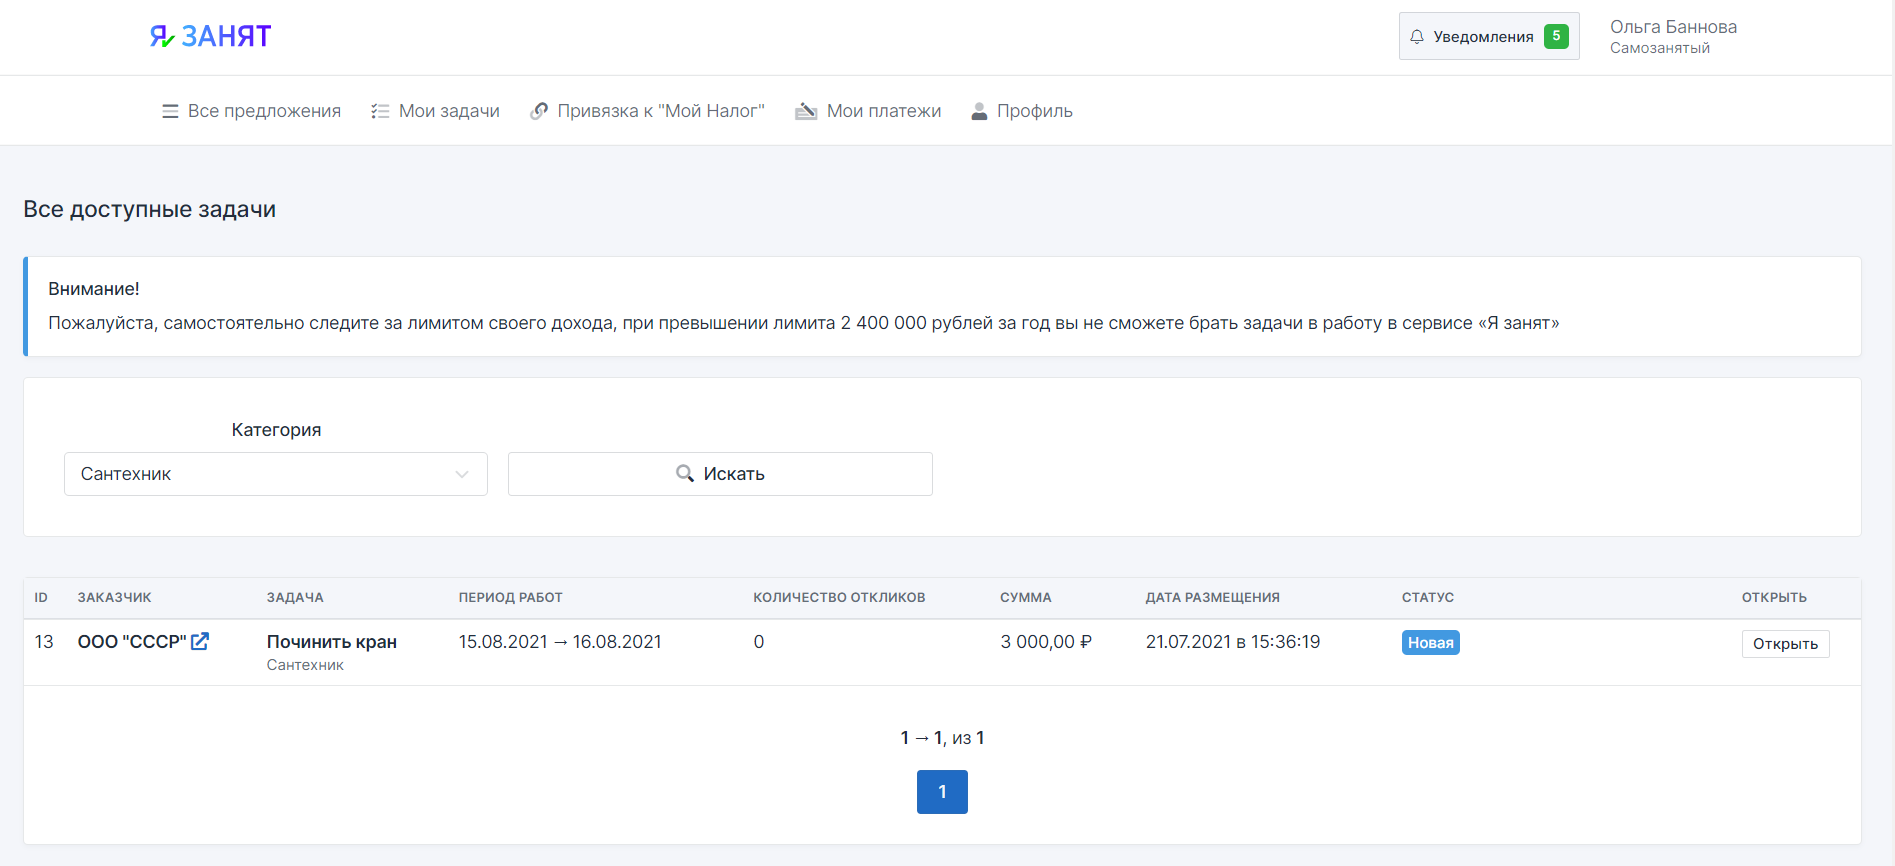 Я ЗАНЯТ
Уведомления 5
Ольга Баннова
Самозанятый
Все предложения Мои задачи Привязка к "Мой Налог" Мои платежи Профиль
Все доступные задачи
Внимание!
Пожалуйста, самостоятельно следите за лимитом своего дохода, при превышении лимита 2 400 000 рублей за год вы не сможете брать задачи в работу в сервисе «Я занят»
Категория
Сантехник Искать
ID ЗАКАЗЧИК ЗАДАЧА ПЕРИОД РАБОТ КОЛИЧЕСТВО ОТКЛИКОВ СУММА ДАТА РАЗМЕЩЕНИЯ СТАТУС ОТКРЫТЬ
13 ООО "СССР" Починить кран 15.08.2021 → 16.08.2021 0 3 000,00 ₽ 21.07.2021 в 15:36:19 Новая Открыть
Сантехник
1 → 1, из 1
1